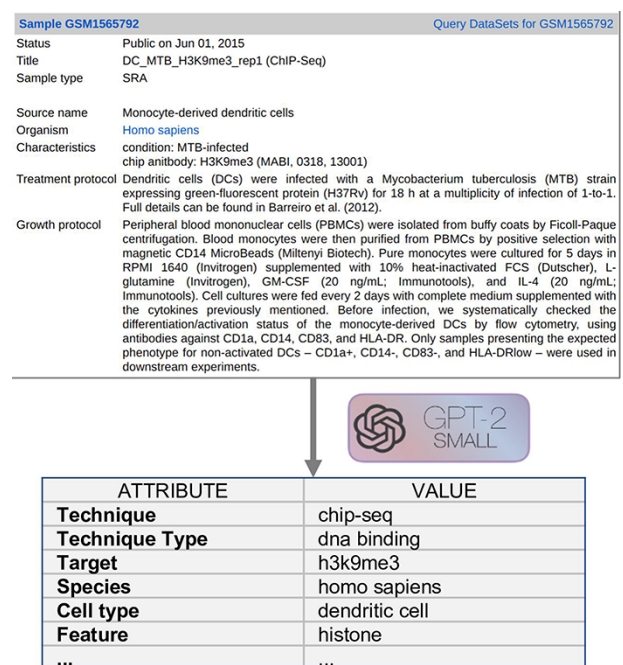 Sample GSM1565792 Query DataSets for GSM1565792
Status Public on Jun 01, 2015
Title DC_MTB_H3K9me3_rep1 (ChIP-Seq)
Sample type SRA
Source name Monocyte-derived dendritic cells
Organism Homo sapiens
Characteristics condition: MTB-infected
chip anitbody: H3K9me3 (MABI, 0318, 13001)
Treatment protocol Dendritic cells (DCs) were infected with a Mycobacterium tuberculosis (MTB) strain
expressing green-fluorescent protein (H37Rv) for 18 h at a multiplicity of infection of 1-to-1.
Full details can be found in Barreiro et al. (2012).
Growth protocol Peripheral blood mononuclear cells (PBMCs) were isolated from buffy coats by Ficoll-Paque
centrifugation. Blood monocytes were then purified from PBMCs by positive selection with
magnetic CD14 MicroBeads (Miltenyi Biotech). Pure monocytes were cultured for 5 days in
RPMI 1640 (Invitrogen) supplemented with 10% heat-inactivated FCS (Dutscher), L-
glutamine (Invitrogen), GM-CSF (20 ng/mL; Immunotools), and IL-4 (20 ng/mL;
Immunotools). Cell cultures were fed every 2 days with complete medium supplemented with
the cytokines previously mentioned. Before infection, we systematically checked the
differentiation/activation status of the monocyte-derived DCs by flow cytometry, using
antibodies against CD1a, CD14, CD83, and HLA-DR. Only samples presenting the expected
phenotype for non-activated DCs – CD1a+, CD14-, CD83-, and HLA-DRlow – were used in
downstream experiments.
GPT-2
SMALL
ATTRIBUTE VALUE
Technique chip-seq
Technique Type dna binding
Target h3k9me3
Species homo sapiens
Cell type dendritic cell
Feature histone
... ...